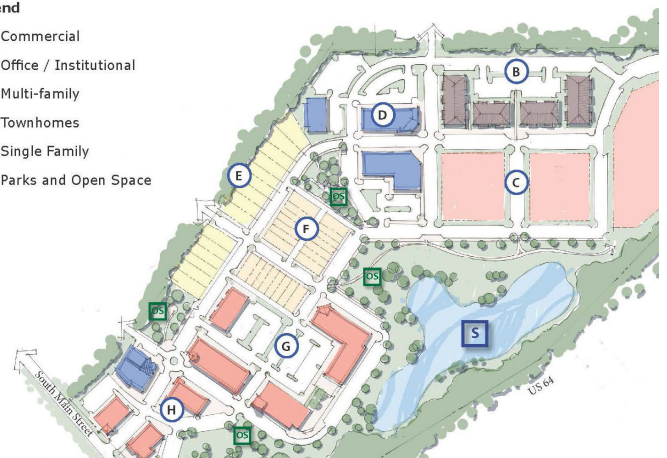 end
Commercial
Office / Institutional
Multi-family
Townhomes
Single Family
Parks and Open Space
B
D
C
E
OS
F
OS
OS
S
G
H
OS
South Main Street
US 64